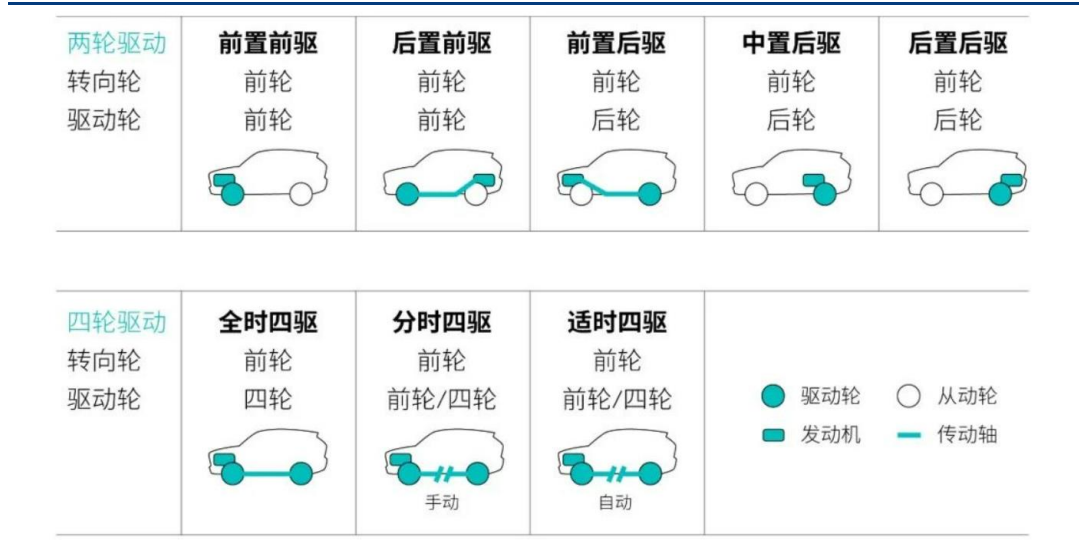 两轮驱动 前置前驱 后置前驱 前置后驱 中置后驱 后置后驱
转向轮 前轮 前轮 前轮 前轮 前轮
驱动轮 前轮 前轮 后轮 后轮 后轮
四轮驱动 全时四驱 分时四驱 适时四驱
转向轮 前轮 前轮 前轮
驱动轮 四轮 前轮/四轮 前轮/四轮
驱动轮 从动轮
发动机 传动轴
手动 自动